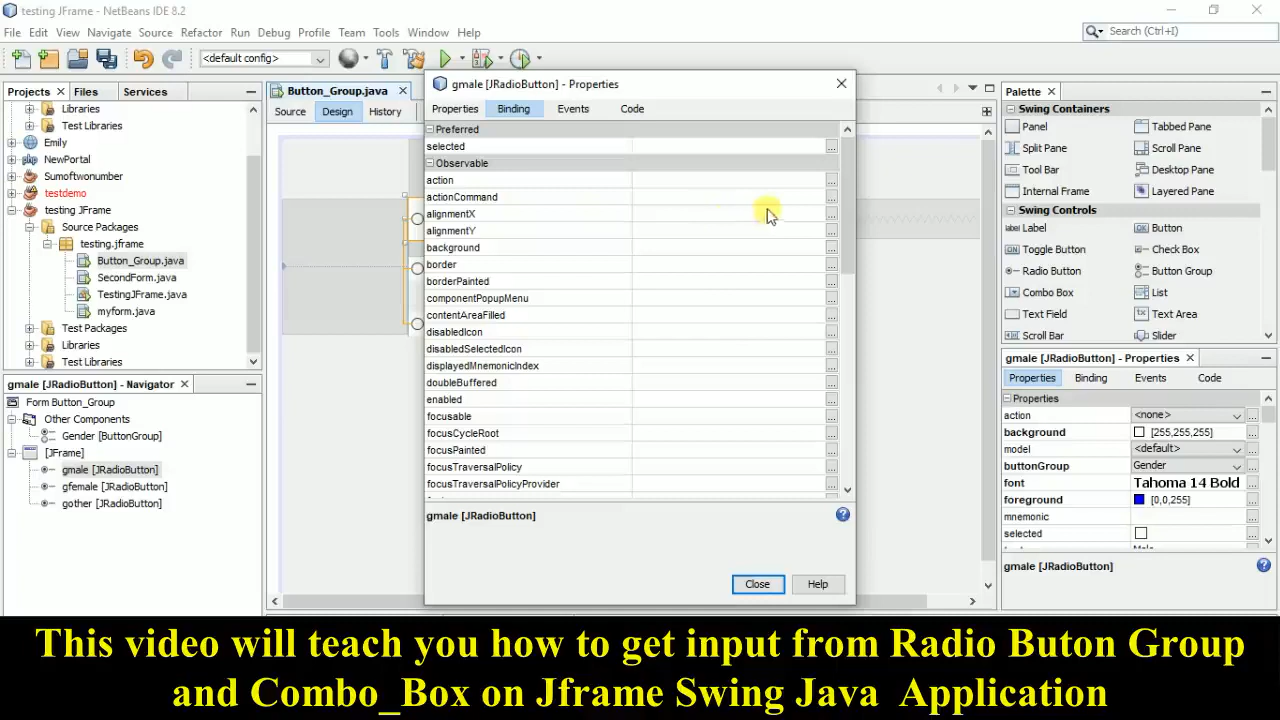 testing JFrame - NetBeans IDE 8.2
File Edit View Navigate Source Refactor Run Debug Profile Team Tools Window Help
Search (Ctrl+I)
<default config>
Projects Files Services
Libraries
Test Libraries
Emily
NewPortal
Sumoftwonumber
testdemo
testing JFrame
Source Packages
testing.jframe
Button_Group.java
SecondForm.java
TestingJFrame.java
myform.java
Test Packages
Libraries
Test Libraries
gmale [JRadioButton] - Navigator
Form Button_Group
Other Components
Gender [ButtonGroup]
[JFrame]
gmale [JRadioButton]
gfemale [JRadioButton]
gother [JRadioButton]
Button_Group.java
Source Design History
gmale [JRadioButton] - Properties
Properties Binding Events Code
Preferred
selected ...
Observable
action ...
actionCommand ...
alignmentX ...
alignmentY ...
background ...
border ...
borderPainted ...
componentPopupMenu ...
contentAreaFilled ...
disabledIcon ...
disabledSelectedIcon ...
displayedMnemonicIndex ...
doubleBuffered ...
enabled ...
focusable ...
focusCycleRoot ...
focusPainted ...
focusTraversalPolicy ...
focusTraversalPolicyProvider ...
gmale [JRadioButton]
Close Help
Palette
Swing Containers
Panel Tabbed Pane
Split Pane Scroll Pane
Tool Bar Desktop Pane
Internal Frame Layered Pane
Swing Controls
label Label Button
Toggle Button Check Box
Radio Button Button Group
Combo Box List
Text Field Text Area
Scroll Bar Slider
gmale [JRadioButton] - Properties
Properties Binding Events Code
Properties
action <none> ...
background [255,255,255] ...
model <default> ...
buttonGroup Gender ...
font Tahoma 14 Bold ...
foreground [0,0,255] ...
mnemonic ...
selected ...
gmale [JRadioButton]
This video will teach you how to get input from Radio Buton Group
and Combo_Box on Jframe Swing Java Application